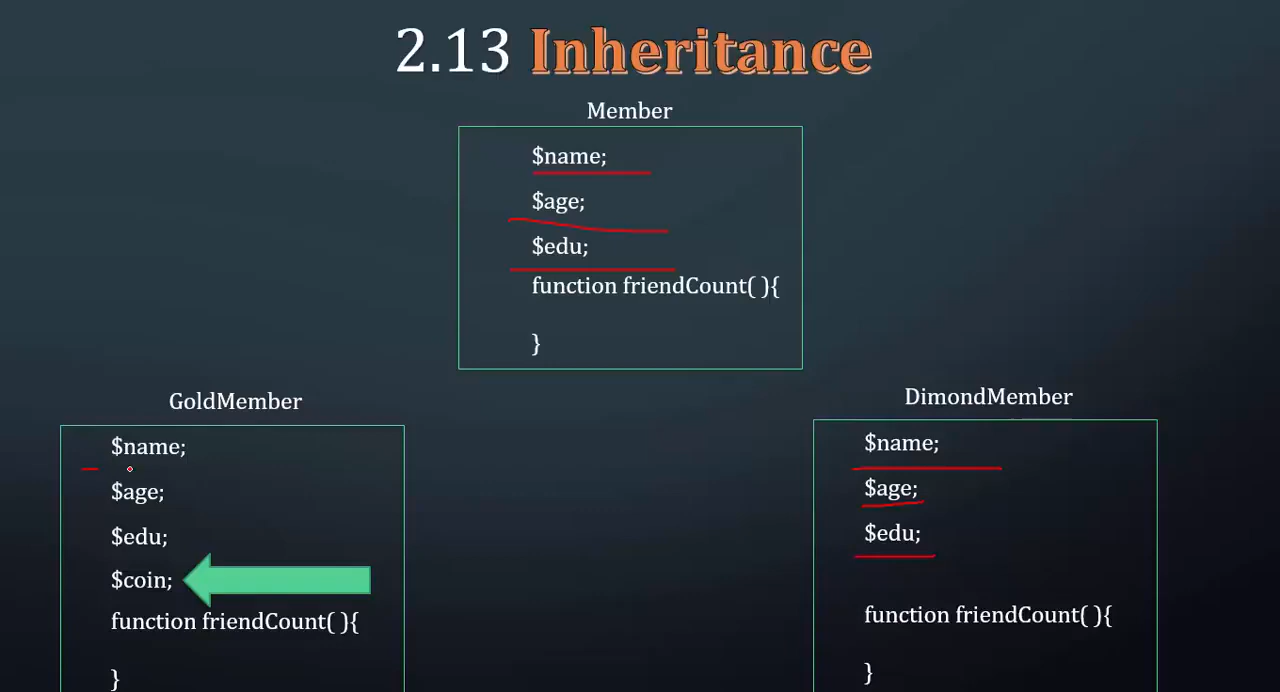 2.13 Inheritance
Member
$name;
$age;
$edu;
function friendCount( ){
}
GoldMember
$name;
$age;
$edu;
$coin;
function friendCount( ){
}
DimondMember
$name;
$age;
$edu;
function friendCount( ){
}